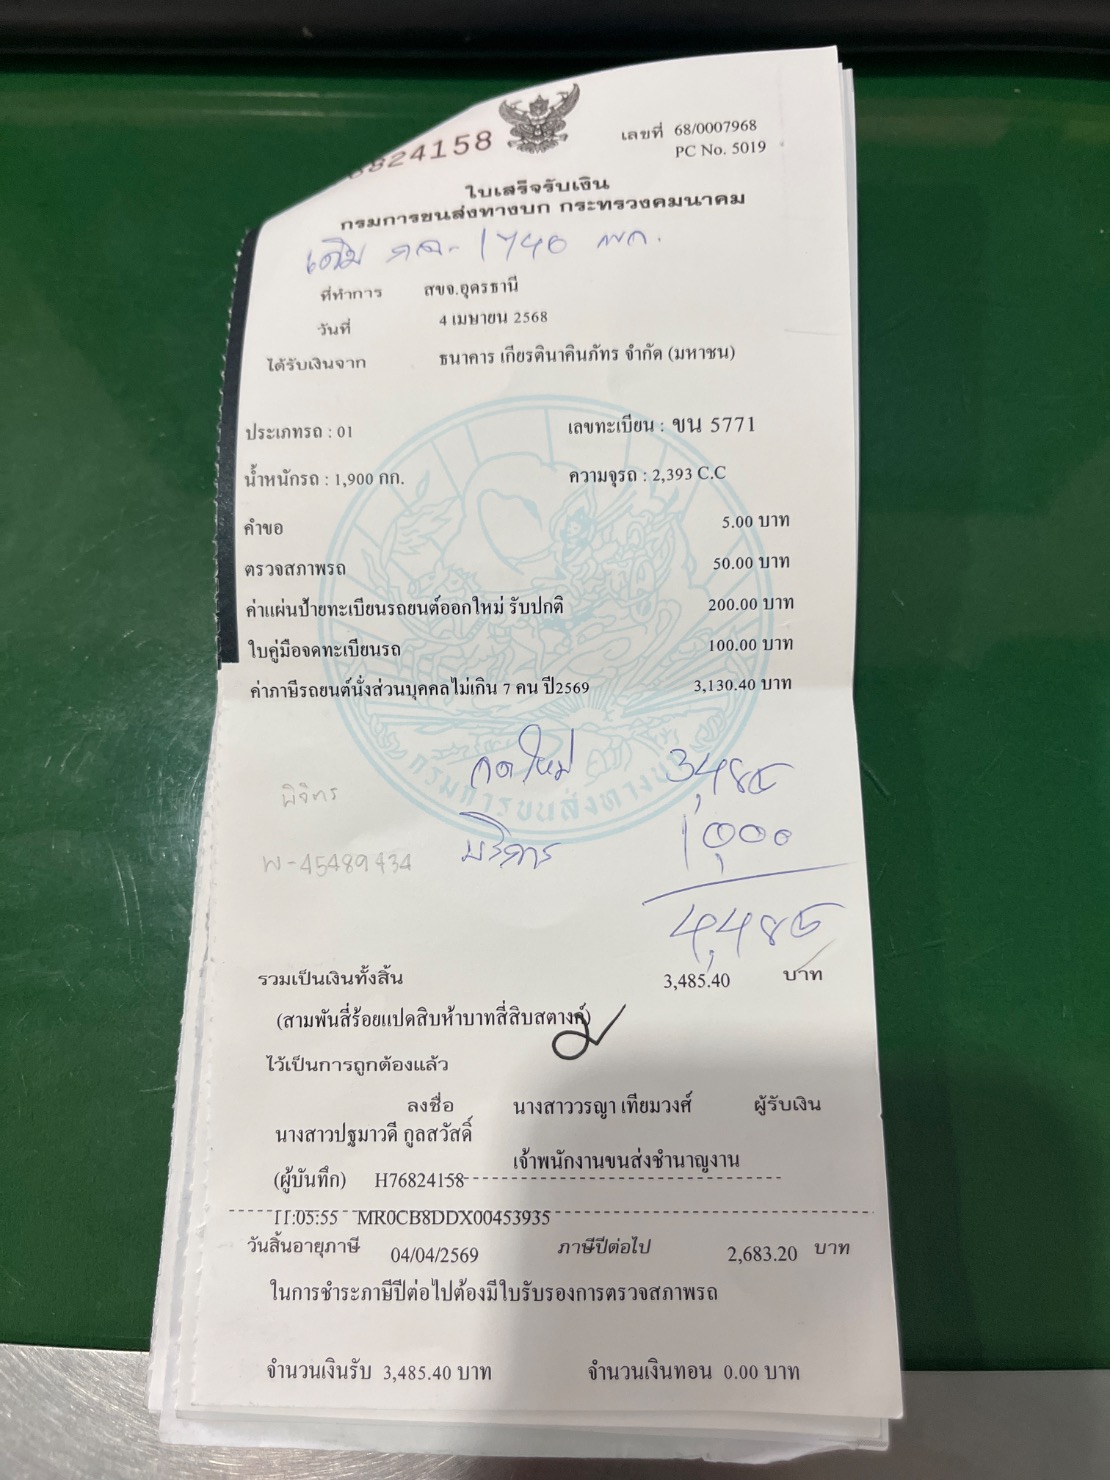 824158
เลขที่ 68/0007968
PC No. 5019
ใบเสร็จรับเงิน
กรมการขนส่งทางบก กระทรวงคมนาคม
เดิม 1740
ที่ทำการ สขจ.อุดรธานี
วันที่ 4 เมษายน 2568
ได้รับเงินจาก ธนาคาร เกียรตินาคินภัทร จำกัด (มหาชน)
ประเภทรถ : 01 เลขทะเบียน : ขน 5771
น้ำหนักรถ : 1,900 กก. ความจุรถ : 2,393 C.C
คำขอ 5.00 บาท
ตรวจสภาพรถ 50.00 บาท
ค่าแผ่นป้ายทะเบียนรถยนต์ออกใหม่ รับปกติ 200.00 บาท
ใบคู่มือจดทะเบียนรถ 100.00 บาท
ค่าภาษีรถยนต์นั่งส่วนบุคคลไม่เกิน 7 คน ปี2569 3,130.40 บาท
กรมการขนส่งทางบก
จดใหม่ 3,485
พิจิตร
บริการ 1,000
W-45489434
4,485
รวมเป็นเงินทั้งสิ้น 3,485.40 บาท
(สามพันสี่ร้อยแปดสิบห้าบาทสี่สิบสตางค์)
ไว้เป็นการถูกต้องแล้ว
ลงชื่อ นางสาววรญา เทียมวงศ์ ผู้รับเงิน
นางสาวปฐมาวดี กูลสวัสดิ์
เจ้าพนักงานขนส่งชำนาญงาน
(ผู้บันทึก) H76824158
11:05:55 MR0CB8DDX00453935
วันสิ้นอายุภาษี 04/04/2569 ภาษีปีต่อไป 2,683.20 บาท
ในการชำระภาษีปีต่อไปต้องมีใบรับรองการตรวจสภาพรถ
จำนวนเงินรับ 3,485.40 บาท จำนวนเงินทอน 0.00 บาท